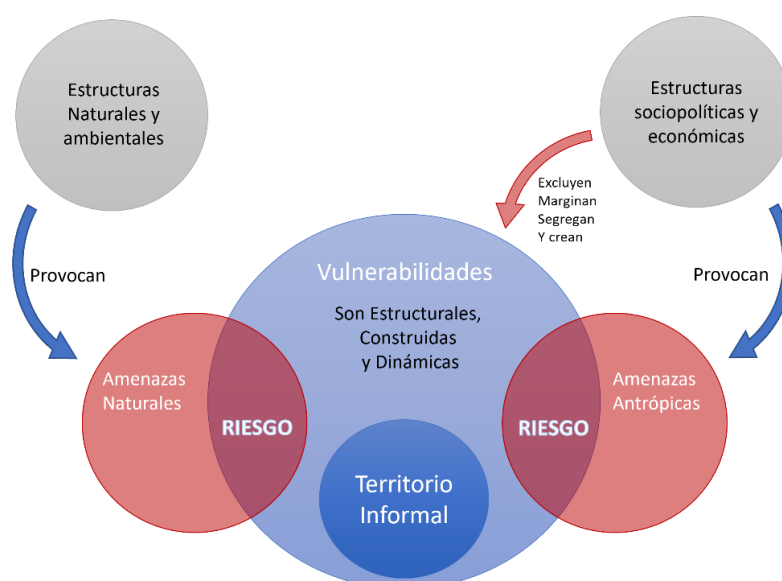 Estructuras
Naturales y
ambientales
Estructuras
sociopolíticas y
económicas
Excluyen
Marginan
Segregan
Y crean
Provocan
Provocan
Vulnerabilidades
Son Estructurales,
Construidas
y Dinámicas
Amenazas
Naturales
RIESGO
RIESGO
Amenazas
Antrópicas
Territorio
Informal